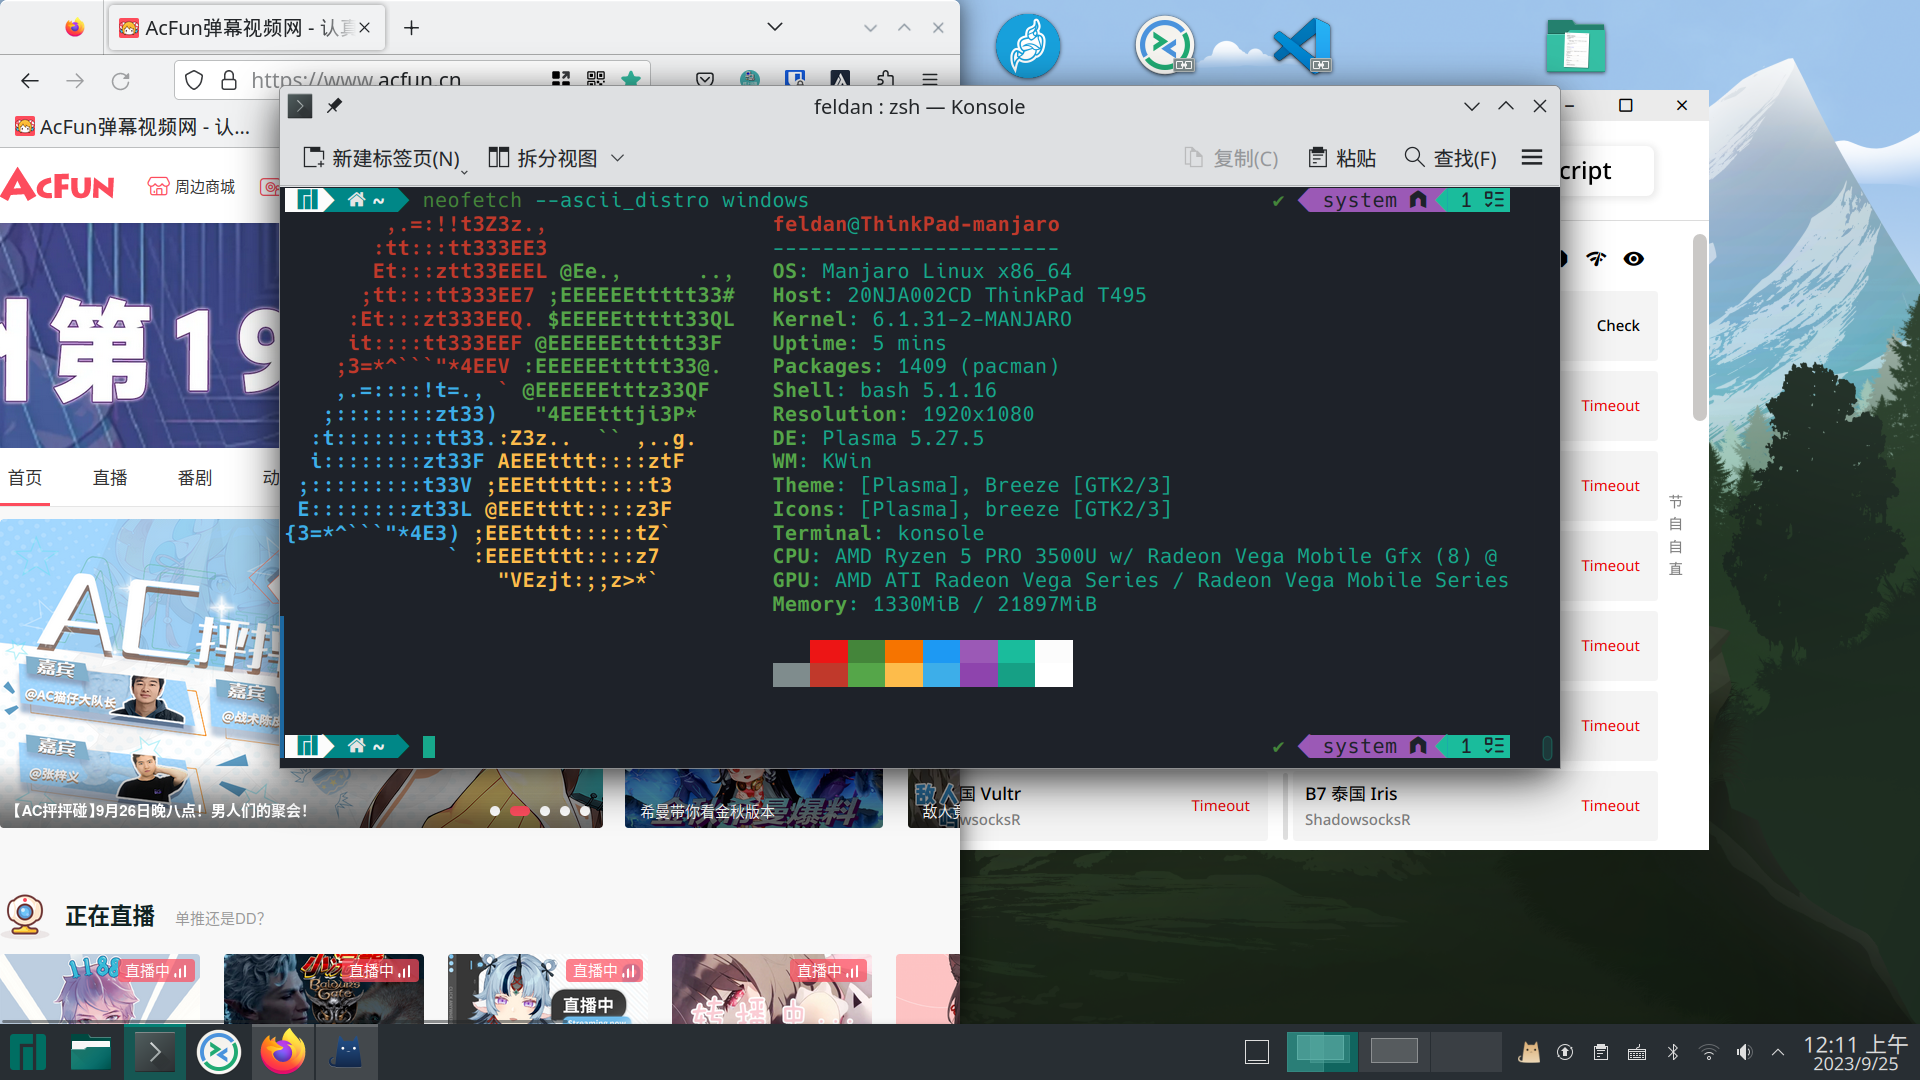 AcFun弹幕视频网 - 认真
https://www.acfun.cn
AcFun弹幕视频网 - 认...
AcFun
周边商城
第19
首页
直播
番剧
动
feldan : zsh — Konsole
新建标签页(N)
拆分视图
复制(C)
粘贴
查找(F)
~ neofetch --ascii_distro windows
✔ system 1
,.=:!!t3Z3z.,
:tt:::tt333EE3
Et:::ztt33EEEL @Ee.,      ..,
;tt:::tt333EE7 ;EEEEEEttttt33#
:Et:::zt333EEQ. $EEEEEttttt33QL
it::::tt333EEF @EEEEEEttttt33F
;3=*^```"*4EEV :EEEEEEttttt33@.
,.=::::!t=., ` @EEEEEEtttz33QF
;::::::::zt33)   "4EEEtttji3P*
:t::::::::tt33.:Z3z..  `` ,..g.
i::::::::zt33F AEEEtttt::::ztF
;:::::::::t33V ;EEEttttt::::t3
E::::::::zt33L @EEEtttt::::z3F
{3=*^```"*4E3) ;EEEtttt:::::tZ`
` :EEEEtttt::::z7
"VEzjt:;;z>*`
feldan@ThinkPad-manjaro
-----------------------
OS: Manjaro Linux x86_64
Host: 20NJA002CD ThinkPad T495
Kernel: 6.1.31-2-MANJARO
Uptime: 5 mins
Packages: 1409 (pacman)
Shell: bash 5.1.16
Resolution: 1920x1080
DE: Plasma 5.27.5
WM: KWin
Theme: [Plasma], Breeze [GTK2/3]
Icons: [Plasma], breeze [GTK2/3]
Terminal: konsole
CPU: AMD Ryzen 5 PRO 3500U w/ Radeon Vega Mobile Gfx (8) @
GPU: AMD ATI Radeon Vega Series / Radeon Vega Mobile Series
Memory: 1330MiB / 21897MiB
~
✔ system 1
cript
Check
Timeout
Timeout
Timeout
Timeout
Timeout
节
自
自
直
国 Vultr
wsocksR
Timeout
B7 泰国 Iris
ShadowsocksR
Timeout
AC 抨抨
嘉宾
@AC猫仔大队长
嘉宾
嘉宾
@张梓义
【AC抨抨碰】9月26日晚八点！男人们的聚会！
希曼带你看金秋版本
敌人
正在直播
单推还是DD?
1188
直播中
Baldur's Gate
直播中
直播中
直播中
Streaming now
直播中
转播中
12:11 上午
2023/9/25